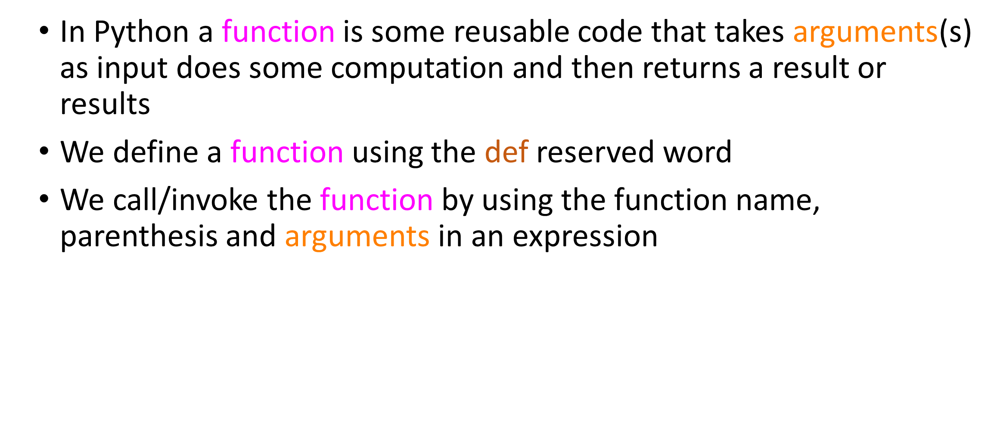 • In Python a function is some reusable code that takes arguments(s)
as input does some computation and then returns a result or
results
• We define a function using the def reserved word
• We call/invoke the function by using the function name,
parenthesis and arguments in an expression